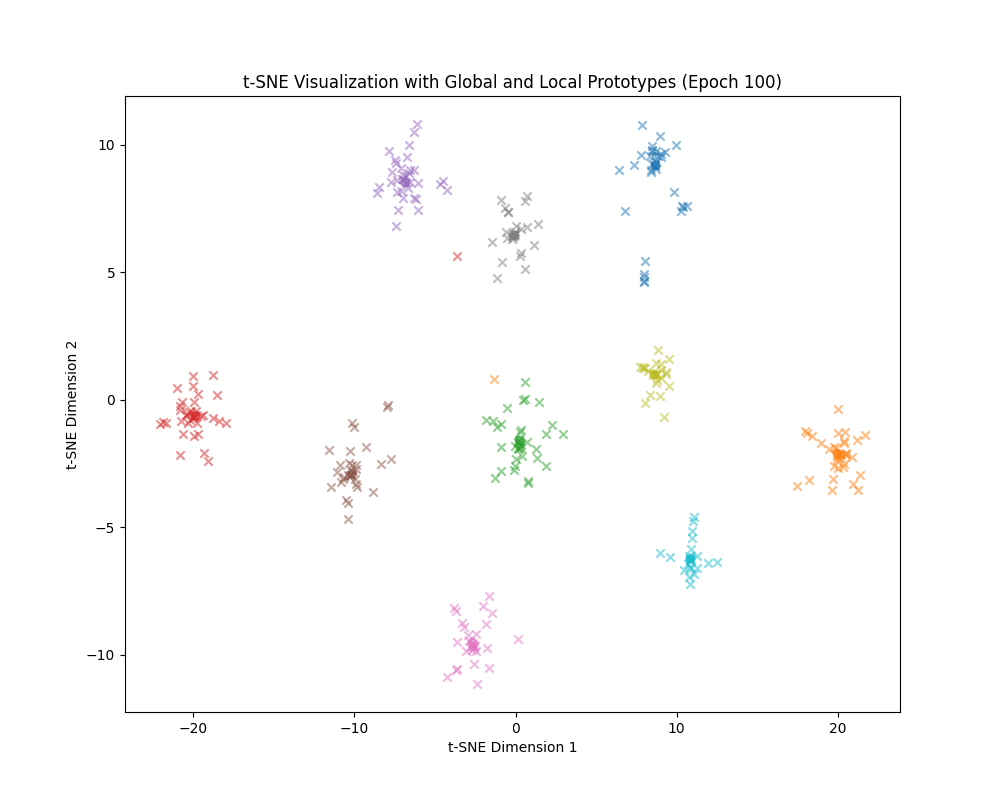 t-SNE Visualization with Global and Local Prototypes (Epoch 100)
10
5
0
−5
−10
t-SNE Dimension 2
−20 −10 0 10 20
t-SNE Dimension 1